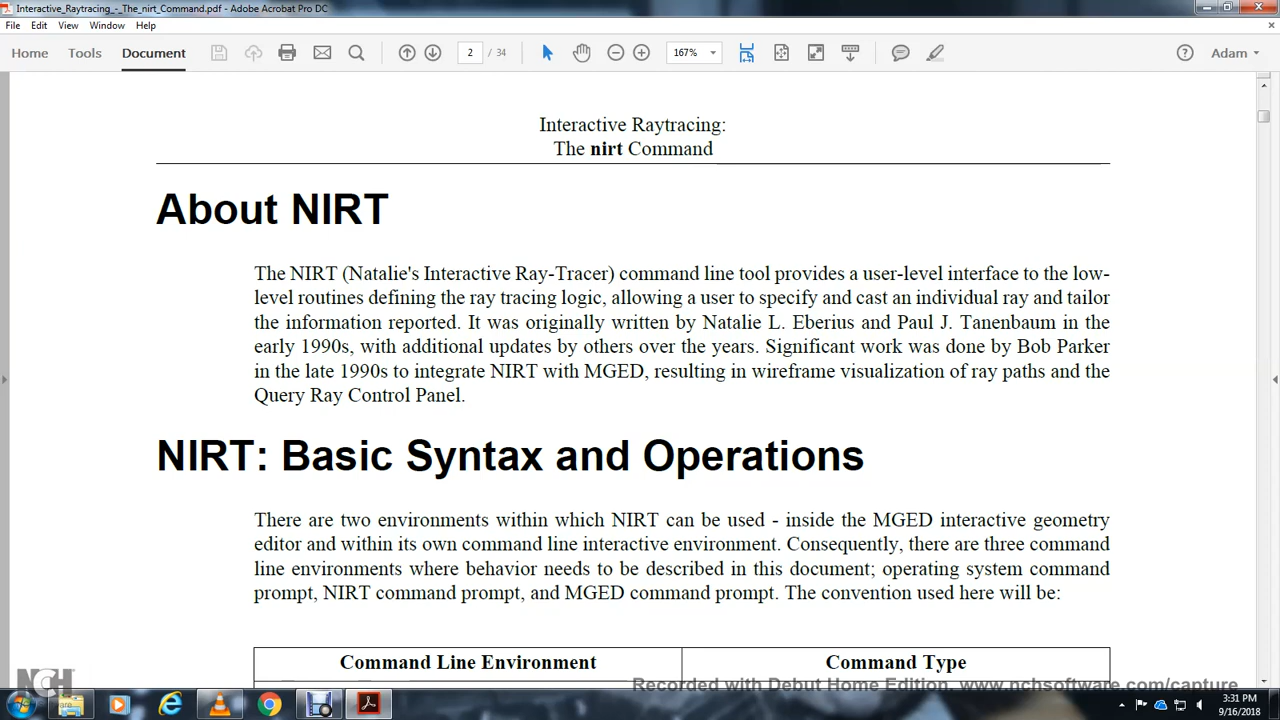 Interactive_Raytracing_-_The_nirt_Command.pdf - Adobe Acrobat Pro DC
File Edit View Window Help
Home Tools Document 2 / 34 167% Adam
Interactive Raytracing:
The nirt Command
About NIRT
The NIRT (Natalie's Interactive Ray-Tracer) command line tool provides a user-level interface to the low-
level routines defining the ray tracing logic, allowing a user to specify and cast an individual ray and tailor
the information reported. It was originally written by Natalie L. Eberius and Paul J. Tanenbaum in the
early 1990s, with additional updates by others over the years. Significant work was done by Bob Parker
in the late 1990s to integrate NIRT with MGED, resulting in wireframe visualization of ray paths and the
Query Ray Control Panel.
NIRT: Basic Syntax and Operations
There are two environments within which NIRT can be used - inside the MGED interactive geometry
editor and within its own command line interactive environment. Consequently, there are three command
line environments where behavior needs to be described in this document; operating system command
prompt, NIRT command prompt, and MGED command prompt. The convention used here will be:
Command Line Environment Command Type
NCH
Recorded with Debut Home Edition. www.nchsoftware.com/capture
3:31 PM
9/16/2018